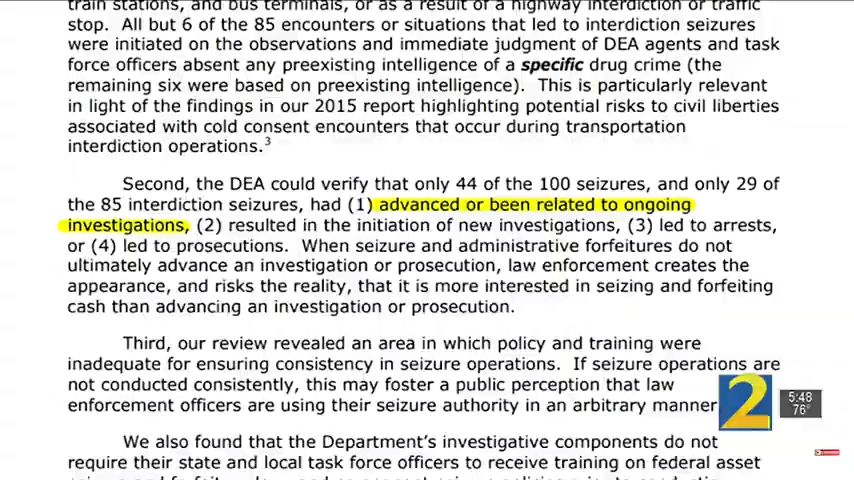 train stations, and bus terminals, or as a result of a highway interdiction or traffic
stop. All but 6 of the 85 encounters or situations that led to interdiction seizures
were initiated on the observations and immediate judgment of DEA agents and task
force officers absent any preexisting intelligence of a specific drug crime (the
remaining six were based on preexisting intelligence). This is particularly relevant
in light of the findings in our 2015 report highlighting potential risks to civil liberties
associated with cold consent encounters that occur during transportation
interdiction operations.3
Second, the DEA could verify that only 44 of the 100 seizures, and only 29 of
the 85 interdiction seizures, had (1) advanced or been related to ongoing
investigations, (2) resulted in the initiation of new investigations, (3) led to arrests,
or (4) led to prosecutions. When seizure and administrative forfeitures do not
ultimately advance an investigation or prosecution, law enforcement creates the
appearance, and risks the reality, that it is more interested in seizing and forfeiting
cash than advancing an investigation or prosecution.
Third, our review revealed an area in which policy and training were
inadequate for ensuring consistency in seizure operations. If seizure operations are
not conducted consistently, this may foster a public perception that law
enforcement officers are using their seizure authority in an arbitrary manner
2
5:48
76°
We also found that the Department's investigative components do not
require their state and local task force officers to receive training on federal asset